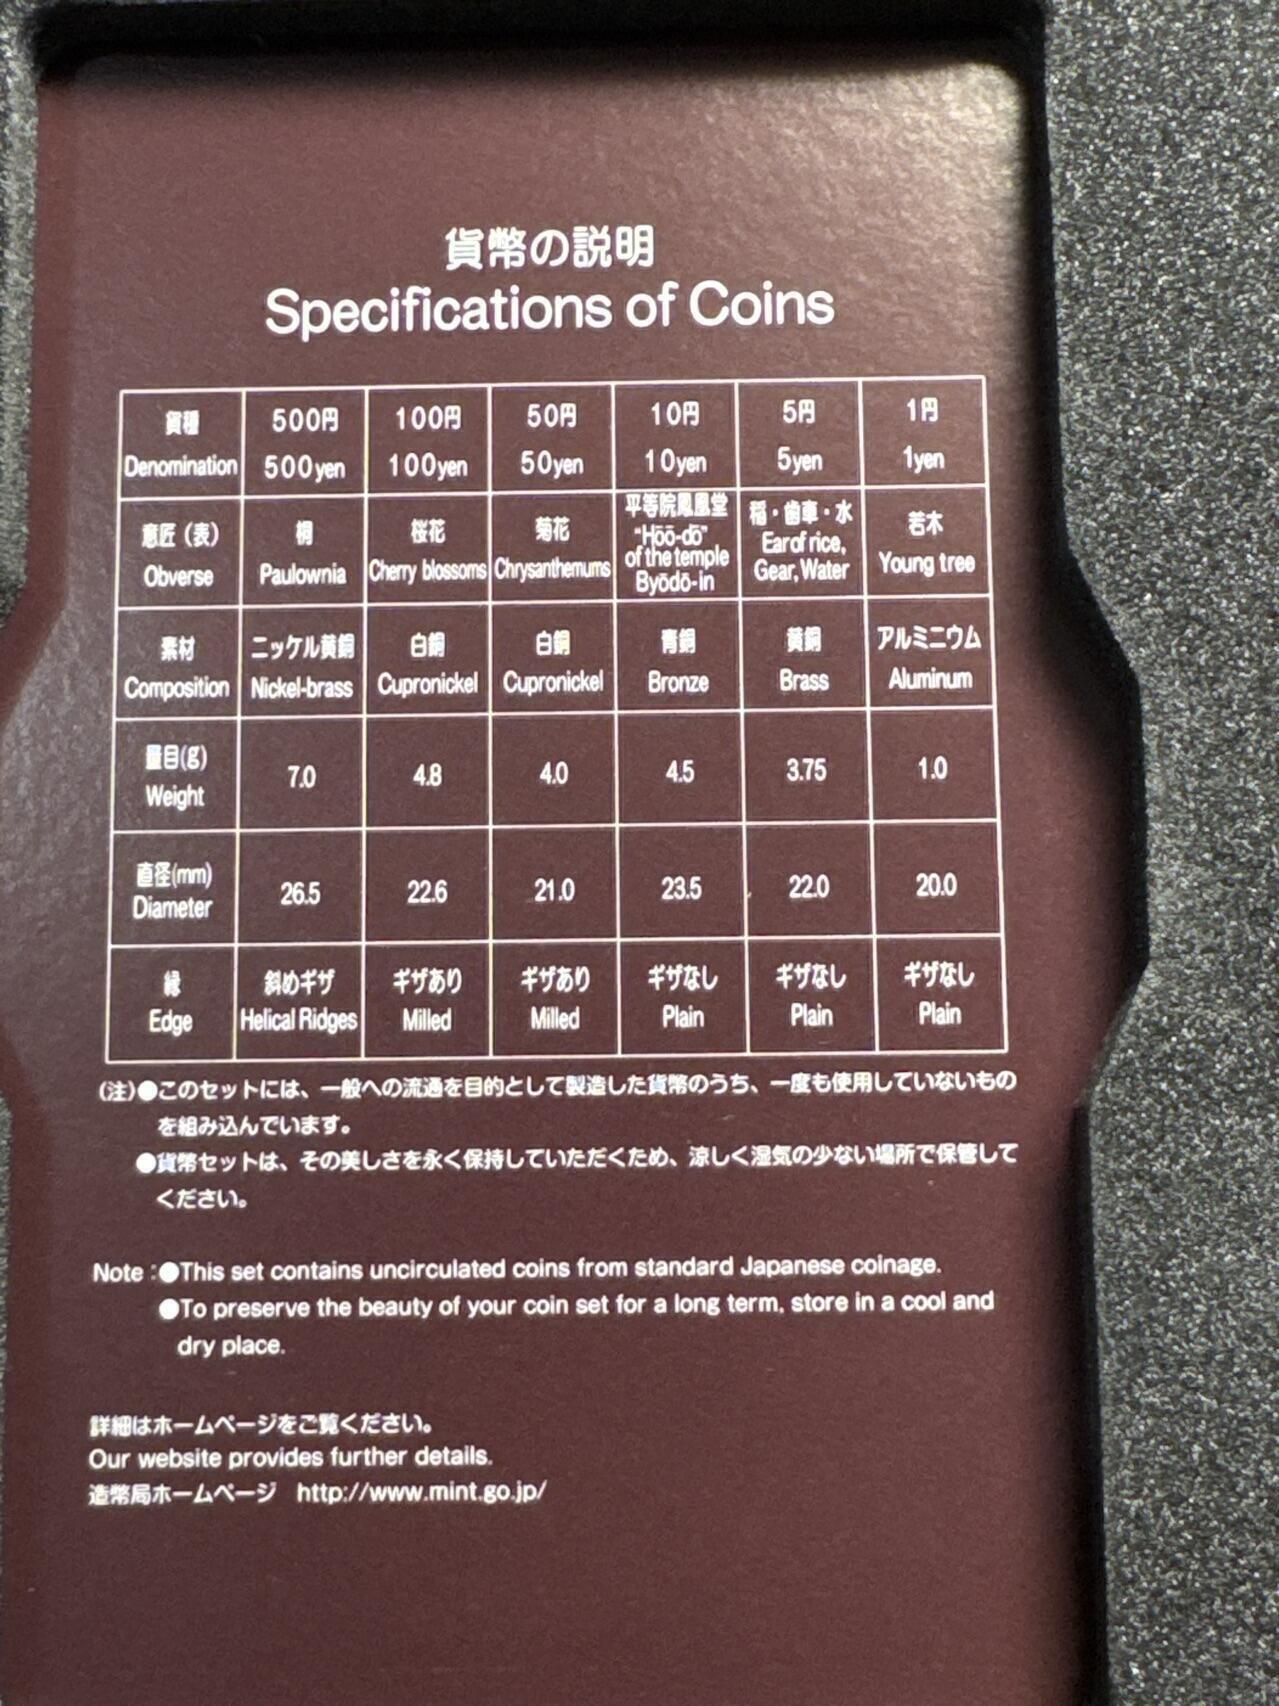 貨幣の説明
Specifications of Coins
貨種 500円 100円 50円 10円 5円 1円
Denomination 500yen 100yen 50yen 10yen 5yen 1yen
意匠（表） 桐 桜花 菊花 平等院鳳凰堂 稲・歯車・水 若木
Obverse Paulownia Cherry blossoms Chrysanthemums “Hōō-dō” of the temple Byōdō-in Ear of rice, Gear, Water Young tree
素材 ニッケル黄銅 白銅 白銅 青銅 黄銅 アルミニウム
Composition Nickel-brass Cupronickel Cupronickel Bronze Brass Aluminum
量目(g)
Weight 7.0 4.8 4.0 4.5 3.75 1.0
直径(mm)
Diameter 26.5 22.6 21.0 23.5 22.0 20.0
縁 斜めギザ ギザあり ギザあり ギザなし ギザなし ギザなし
Edge Helical Ridges Milled Milled Plain Plain Plain
(注)●このセットには、一般への流通を目的として製造した貨幣のうち、一度も使用していないもの
を組み込んでいます。
●貨幣セットは、その美しさを永く保持していただくため、涼しく湿気の少ない場所で保管して
ください。
Note :●This set contains uncirculated coins from standard Japanese coinage.
●To preserve the beauty of your coin set for a long term, store in a cool and
dry place.
詳細はホームページをご覧ください。
Our website provides further details.
造幣局ホームページ http://www.mint.go.jp/